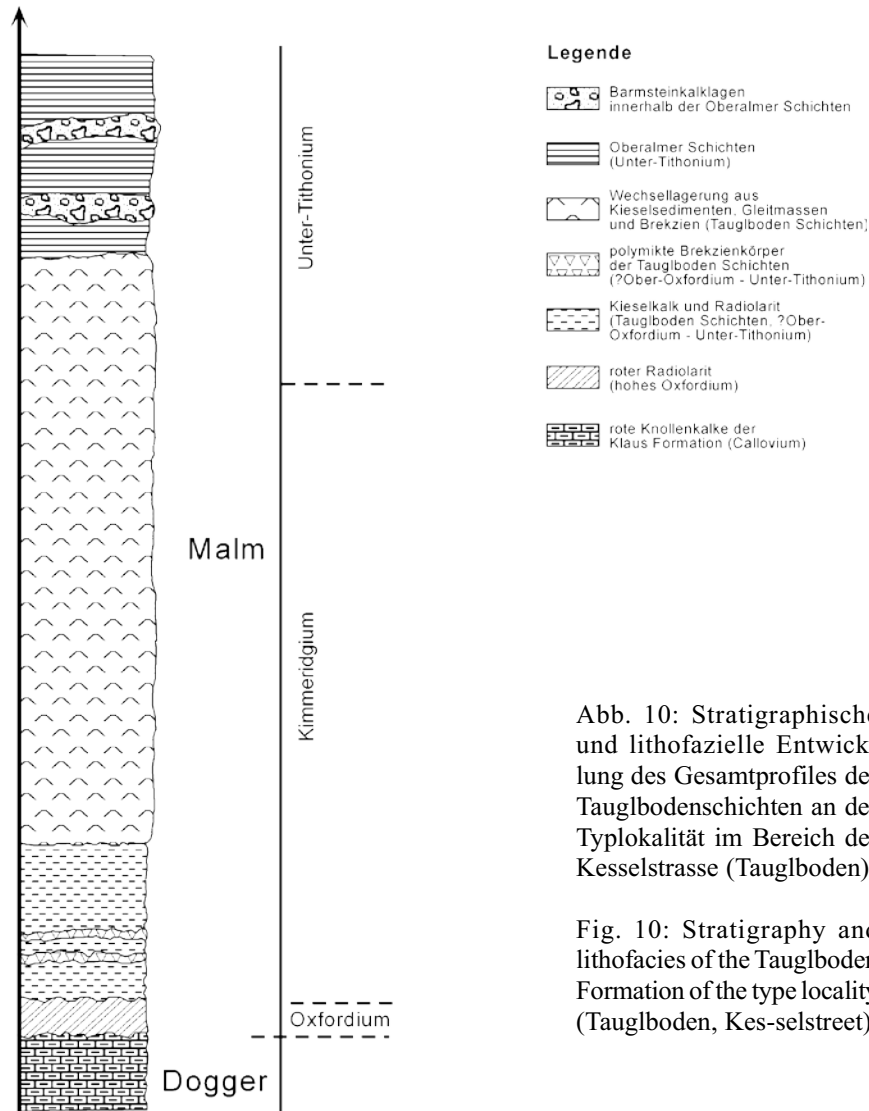 Unter-Tithonium
Malm
Kimmeridgium
Oxfordium
Dogger
Legende
Barmsteinkalklagen
innerhalb der Oberalmer Schichten
Oberalmer Schichten
(Unter-Tithonium)
Wechsellagerung aus
Kieselsedimenten, Gleitmassen
und Brekzien (Tauglboden Schichten)
polymikte Brekzienkörper
der Tauglboden Schichten
(?Ober-Oxfordium - Unter-Tithonium)
Kieselkalk und Radiolarit
(Tauglboden Schichten, ?Ober-
Oxfordium - Unter-Tithonium)
roter Radiolarit
(hohes Oxfordium)
rote Knollenkalke der
Klaus Formation (Callovium)
Abb. 10: Stratigraphische
und lithofazielle Entwick
lung des Gesamtprofiles de
Tauglbodenschichten an de
Typlokalität im Bereich de
Kesselstrasse (Tauglboden)
Fig. 10: Stratigraphy and
lithofacies of the Tauglboden
Formation of the type locality
(Tauglboden, Kes-selstreet)